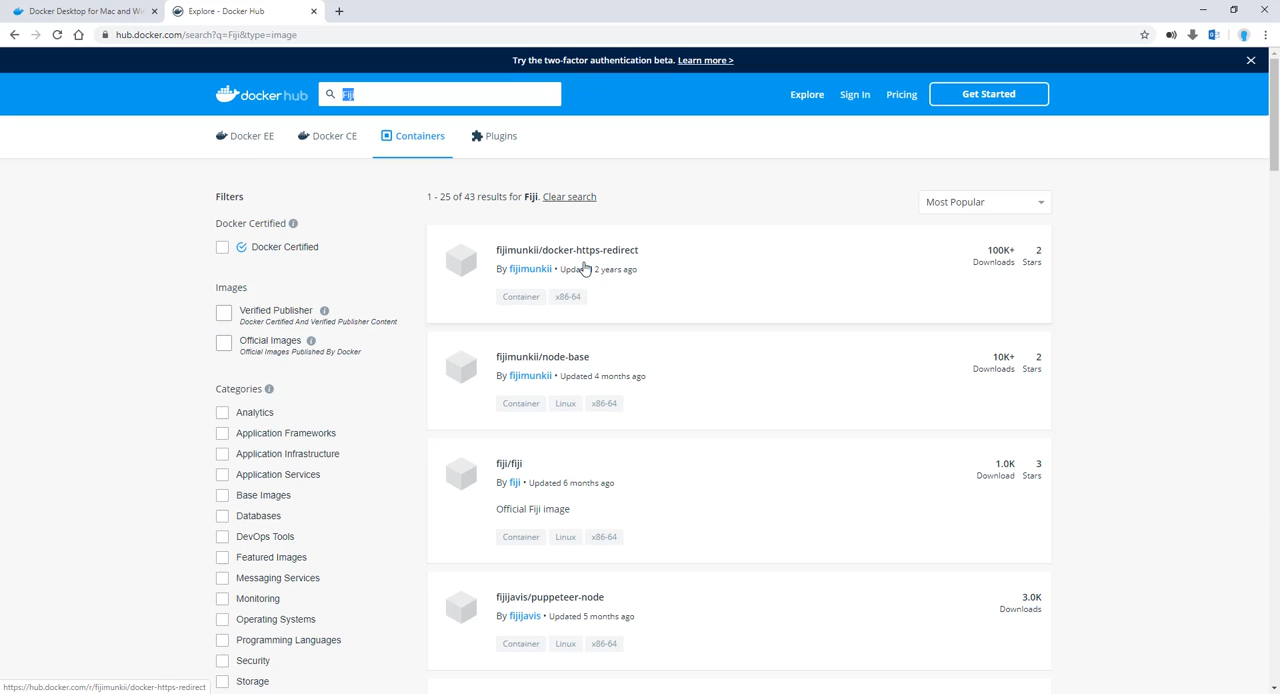 Docker Desktop for Mac and Wi
Explore - Docker Hub
hub.docker.com/search?q=Fiji&type=image
Try the two-factor authentication beta. Learn more >
docker hub
Fiji
Explore
Sign In
Pricing
Get Started
Docker EE
Docker CE
Containers
Plugins
Filters
1 - 25 of 43 results for Fiji. Clear search
Most Popular
Docker Certified
Docker Certified
Images
Verified Publisher
Docker Certified And Verified Publisher Content
Official Images
Official Images Published By Docker
Categories
Analytics
Application Frameworks
Application Infrastructure
Application Services
Base Images
Databases
DevOps Tools
Featured Images
Messaging Services
Monitoring
Operating Systems
Programming Languages
Security
Storage
fijimunkii/docker-https-redirect
By fijimunkii • Updated 2 years ago
Container x86-64
100K+ 2
Downloads Stars
fijimunkii/node-base
By fijimunkii • Updated 4 months ago
Container Linux x86-64
10K+ 2
Downloads Stars
fiji/fiji
By fiji • Updated 6 months ago
Official Fiji image
Container Linux x86-64
1.0K 3
Download Stars
fijijavis/puppeteer-node
By fijijavis • Updated 5 months ago
Container Linux x86-64
3.0K
Downloads
https://hub.docker.com/r/fijimunkii/docker-https-redirect